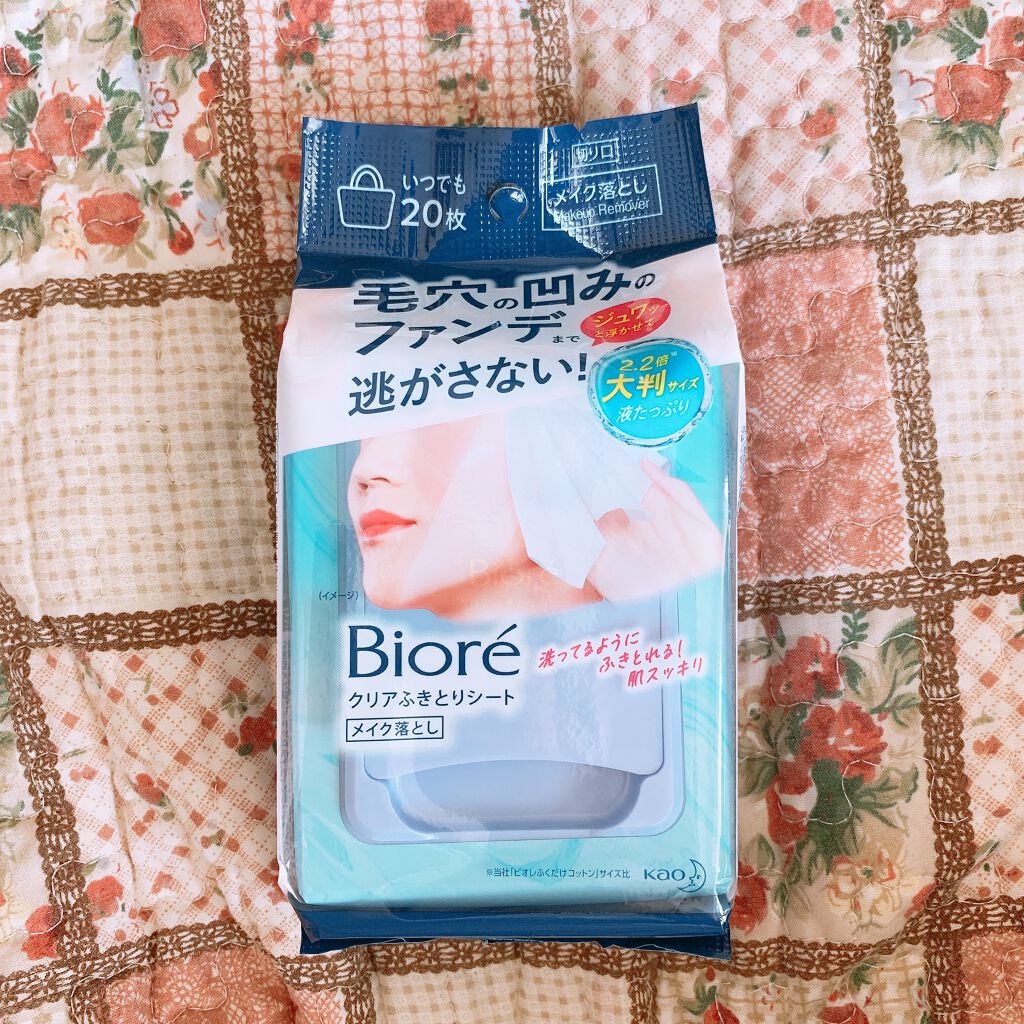 いつでも
20枚
切り口
メイク落とし
Makeup Remover
毛穴の凹みの
ファンデまで
逃がさない!
ジュワッ
と浮かせて
2.2倍※
大判サイズ
液たっぷり
Bioré
(イメージ)
Bioré
クリアふきとりシート
メイク落とし
洗ってるように
ふきとれる!
肌スッキリ
※当社「ビオレふくだけコットン」サイズ比
Kao